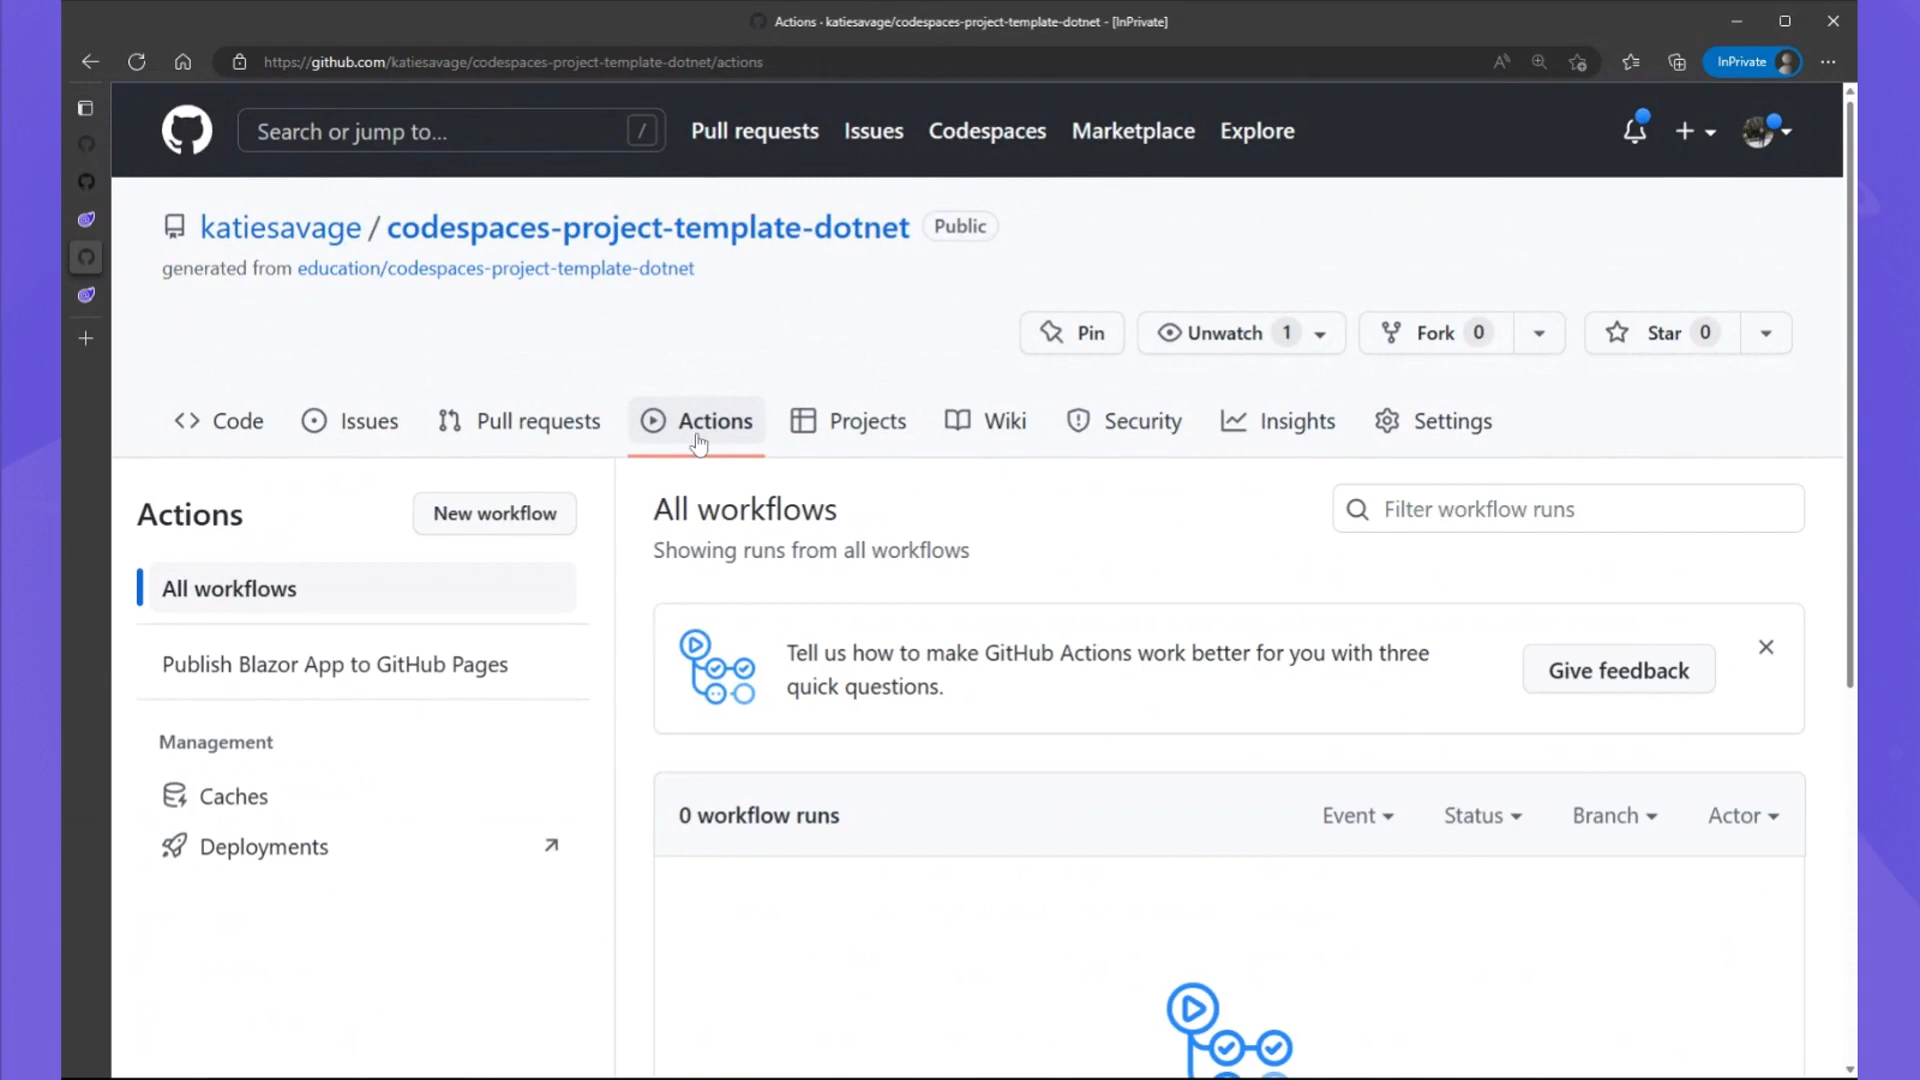 Actions - katiesavage/codespaces-project-template-dotnet - [InPrivate]
https://github.com/katiesavage/codespaces-project-template-dotnet/actions
InPrivate
Search or jump to...
/
Pull requests
Issues
Codespaces
Marketplace
Explore
katiesavage / codespaces-project-template-dotnet
Public
generated from education/codespaces-project-template-dotnet
Pin
Unwatch 1
Fork 0
Star 0
Code
Issues
Pull requests
Actions
Projects
Wiki
Security
Insights
Settings
Actions
New workflow
All workflows
Publish Blazor App to GitHub Pages
Management
Caches
Deployments
All workflows
Showing runs from all workflows
Filter workflow runs
Tell us how to make GitHub Actions work better for you with three
quick questions.
Give feedback
0 workflow runs
Event
Status
Branch
Actor